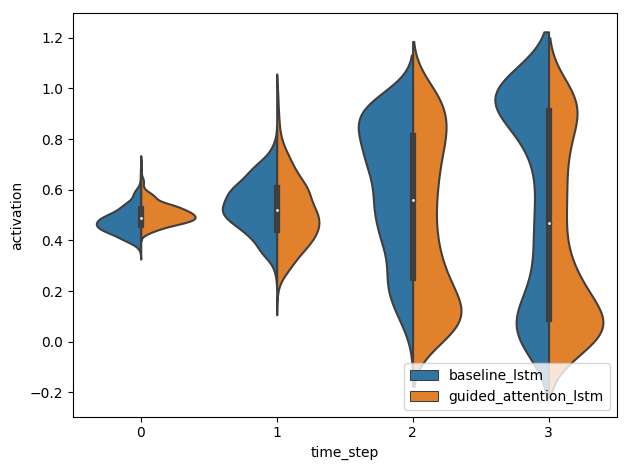 1.2
1.0
0.8
0.6
0.4
0.2
0.0
−0.2
activation
0 1 2 3
time_step
baseline_lstm
guided_attention_lstm